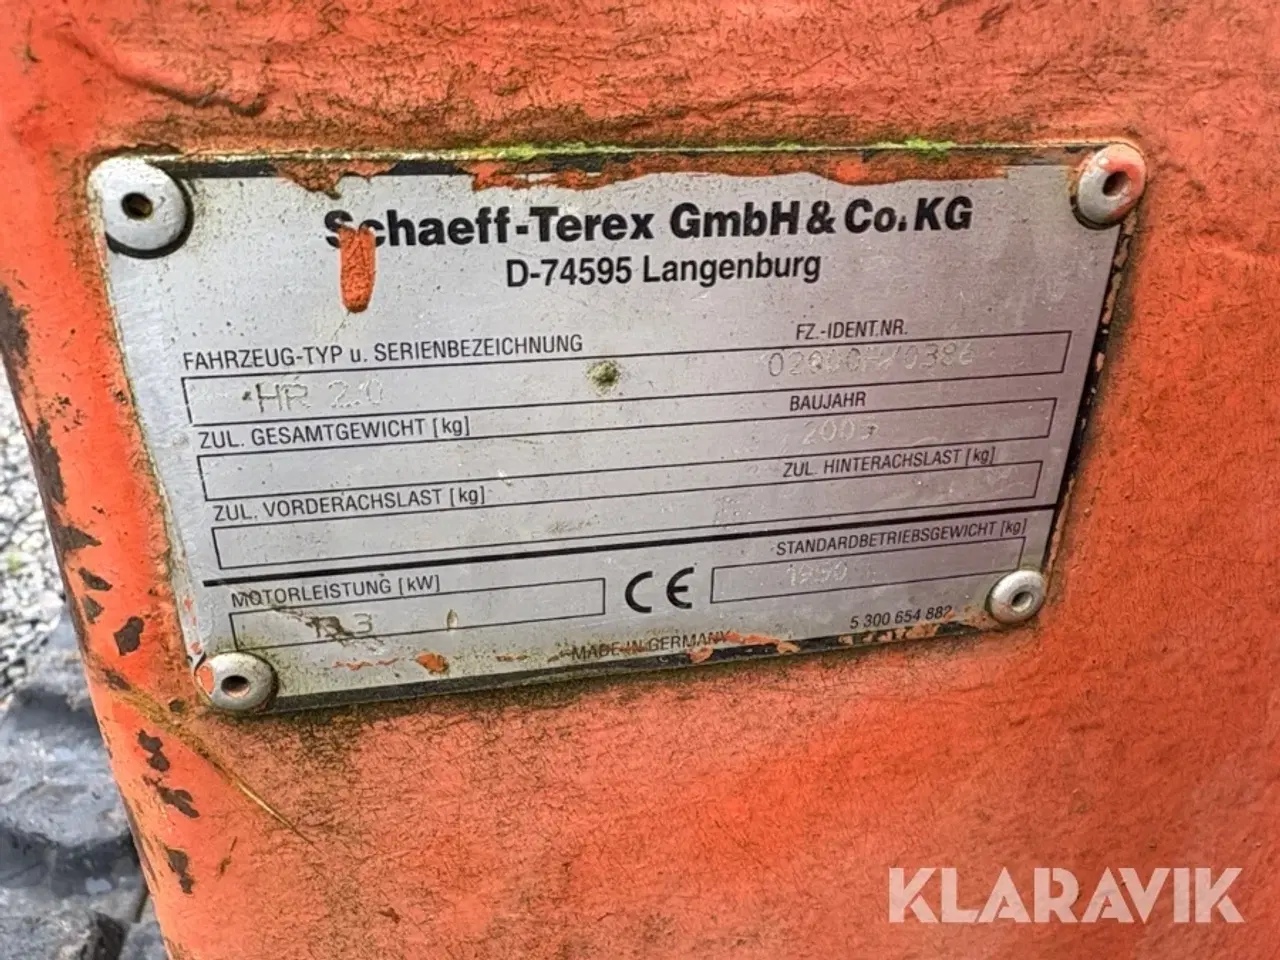 Schaeff-Terex GmbH & Co. KG
D-74595 Langenburg
FAHRZEUG-TYP u. SERIENBEZEICHNUNG
FZ.-IDENT.NR.
HR 2.0
ZUL. GESAMTGEWICHT [kg]
BAUJAHR
ZUL. VORDERACHSLAST [kg]
ZUL. HINTERACHSLAST [kg]
MOTORLEISTUNG [kW]
CE
STANDARDBETRIEBSGEWICHT [kg]
MADE IN GERMANY
5 300 654 882
KLARAVIK